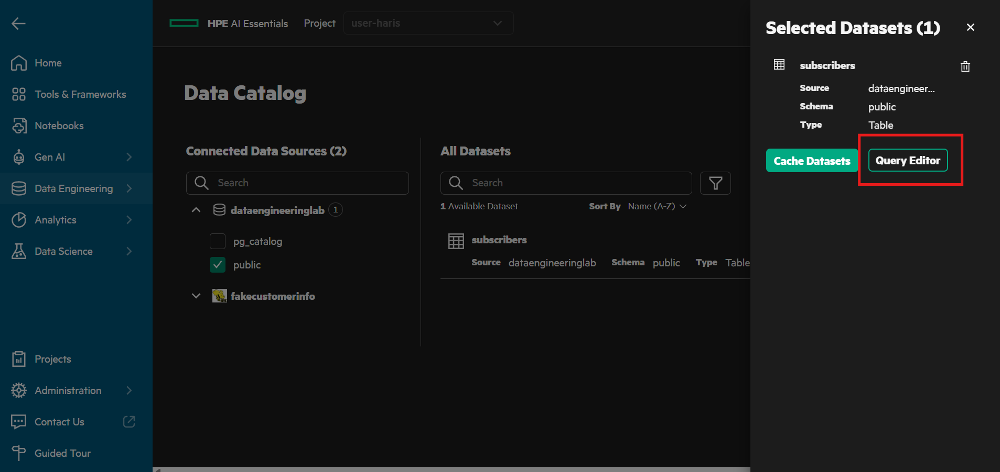 Home
Tools & Frameworks
Notebooks
Gen AI
Data Engineering
Analytics
Data Science
Projects
Administration
Contact Us
Guided Tour
HPE AI Essentials Project user-haris
Data Catalog
Connected Data Sources (2)
Search
dataengineeringlab 1
pg_catalog
public
fakecustomerinfo
All Datasets
Search
1 Available Dataset Sort By Name (A-Z)
subscribers
Source dataengineeringlab Schema public Type Table
Selected Datasets (1)
subscribers
Source dataengineer...
Schema public
Type Table
Cache Datasets Query Editor